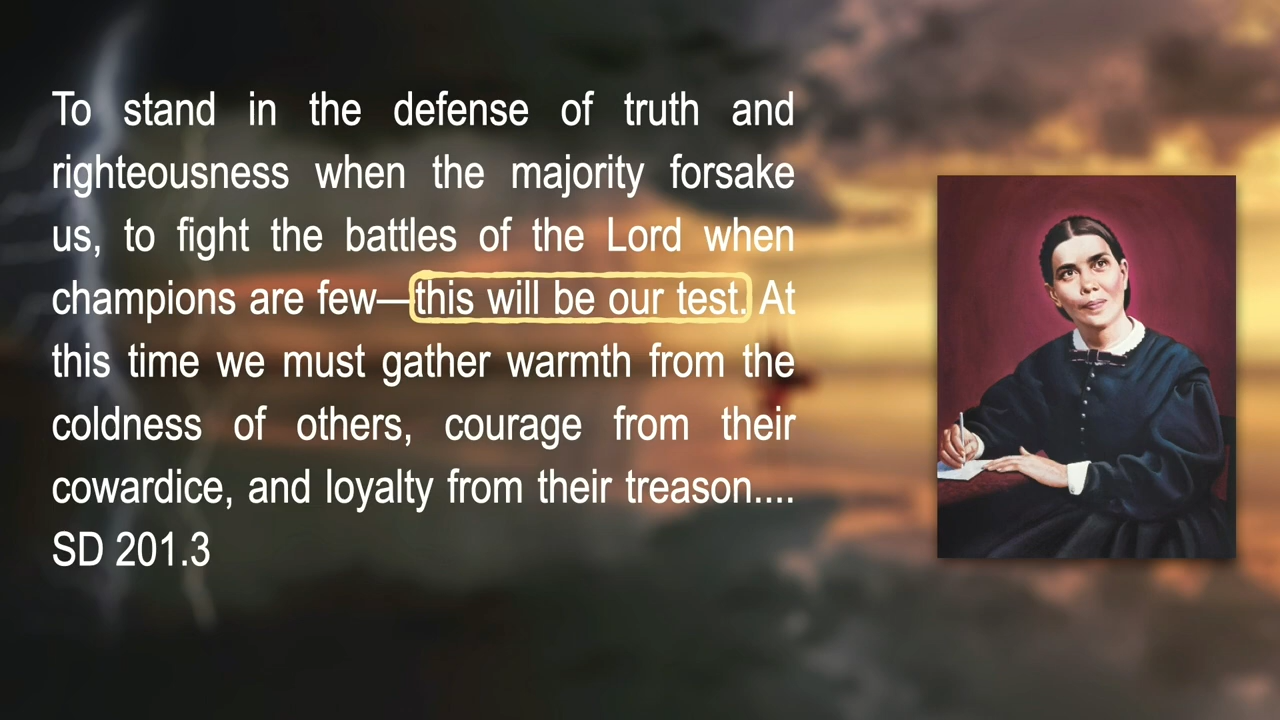 To stand in the defense of truth and
righteousness when the majority forsake
us, to fight the battles of the Lord when
champions are few—this will be our test. At
this time we must gather warmth from the
coldness of others, courage from their
cowardice, and loyalty from their treason....
SD 201.3